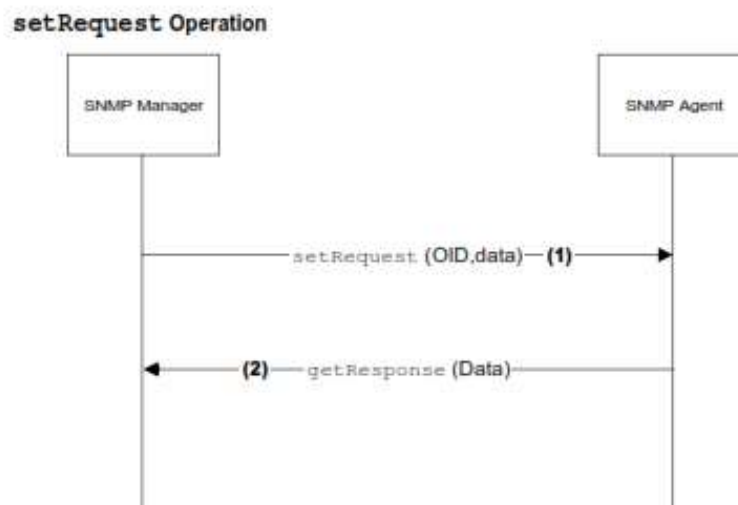 setRequest Operation
SNMP Manager
SNMP Agent
setRequest (OID,data) (1)
(2) getResponse (Data)